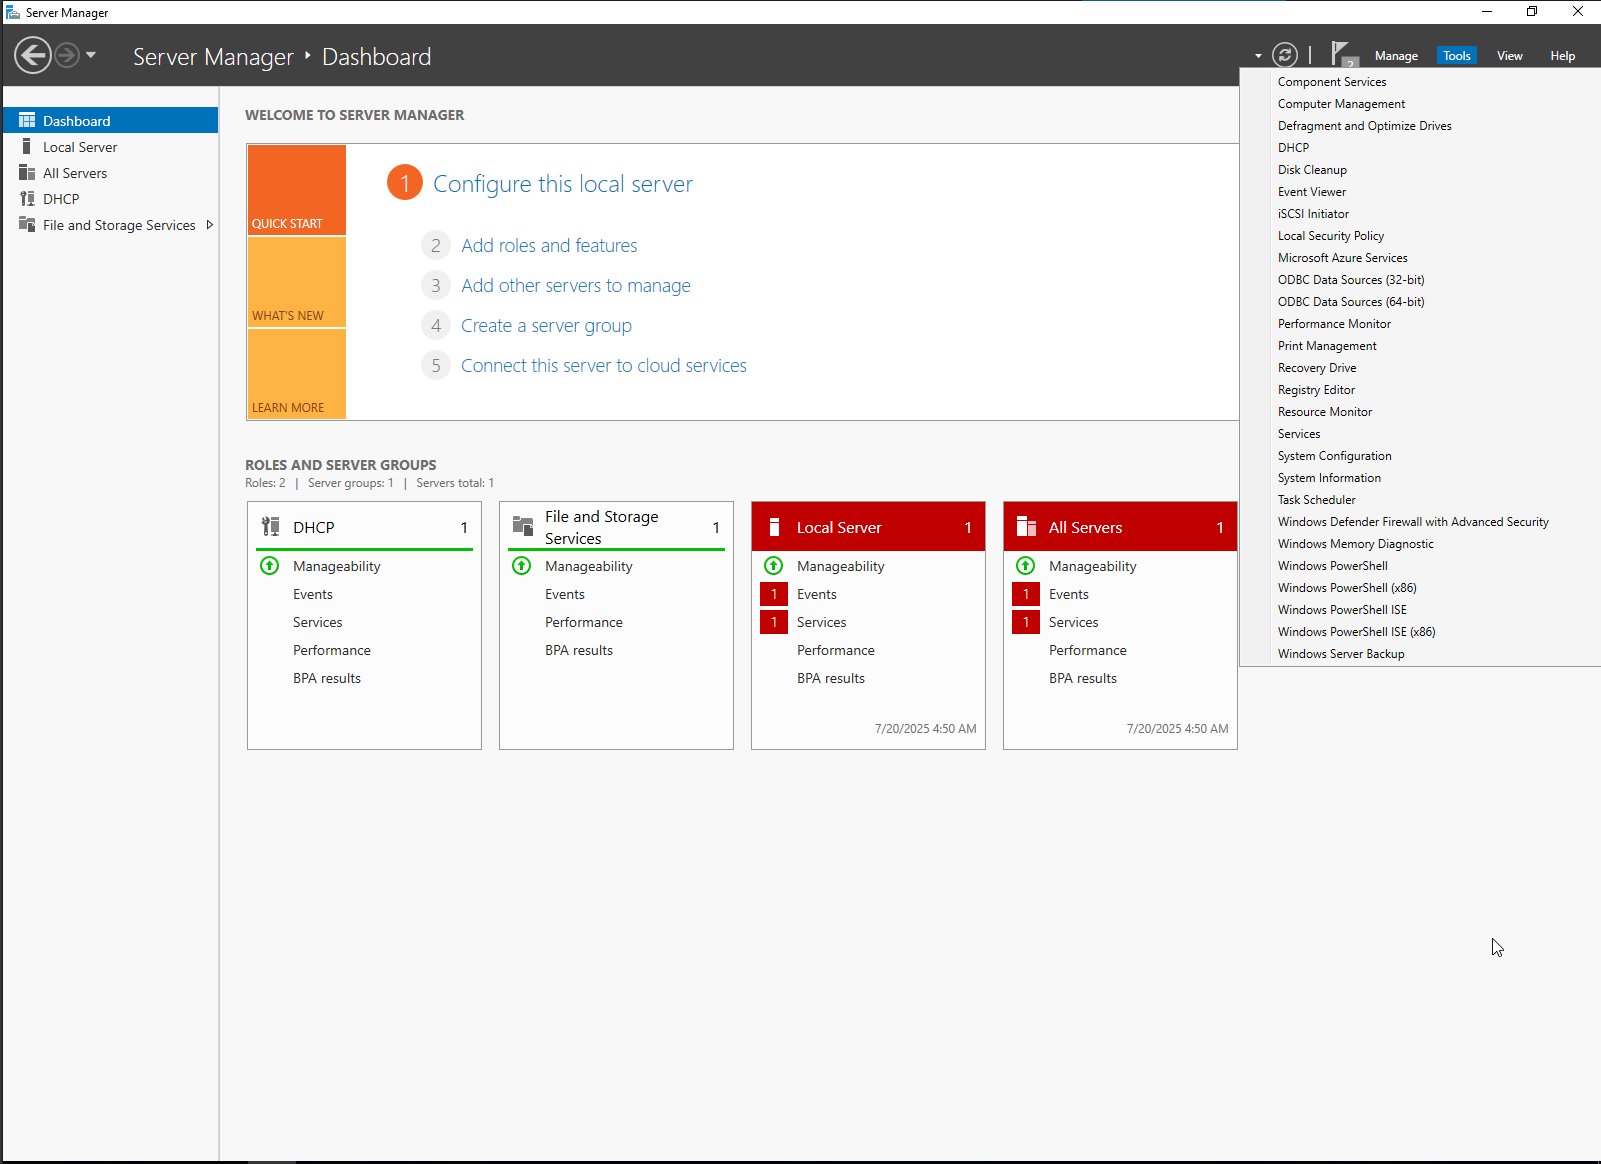 Server Manager
Server Manager ‣ Dashboard
2
Manage
Tools
View
Help
Dashboard
Local Server
All Servers
DHCP
File and Storage Services
WELCOME TO SERVER MANAGER
QUICK START
WHAT'S NEW
LEARN MORE
1 Configure this local server
2 Add roles and features
3 Add other servers to manage
4 Create a server group
5 Connect this server to cloud services
ROLES AND SERVER GROUPS
Roles: 2 | Server groups: 1 | Servers total: 1
DHCP 1
Manageability
Events
Services
Performance
BPA results
File and Storage
Services
1
Manageability
Events
Performance
BPA results
Local Server 1
Manageability
1 Events
1 Services
Performance
BPA results
7/20/2025 4:50 AM
All Servers 1
Manageability
1 Events
1 Services
Performance
BPA results
7/20/2025 4:50 AM
Component Services
Computer Management
Defragment and Optimize Drives
DHCP
Disk Cleanup
Event Viewer
iSCSI Initiator
Local Security Policy
Microsoft Azure Services
ODBC Data Sources (32-bit)
ODBC Data Sources (64-bit)
Performance Monitor
Print Management
Recovery Drive
Registry Editor
Resource Monitor
Services
System Configuration
System Information
Task Scheduler
Windows Defender Firewall with Advanced Security
Windows Memory Diagnostic
Windows PowerShell
Windows PowerShell (x86)
Windows PowerShell ISE
Windows PowerShell ISE (x86)
Windows Server Backup